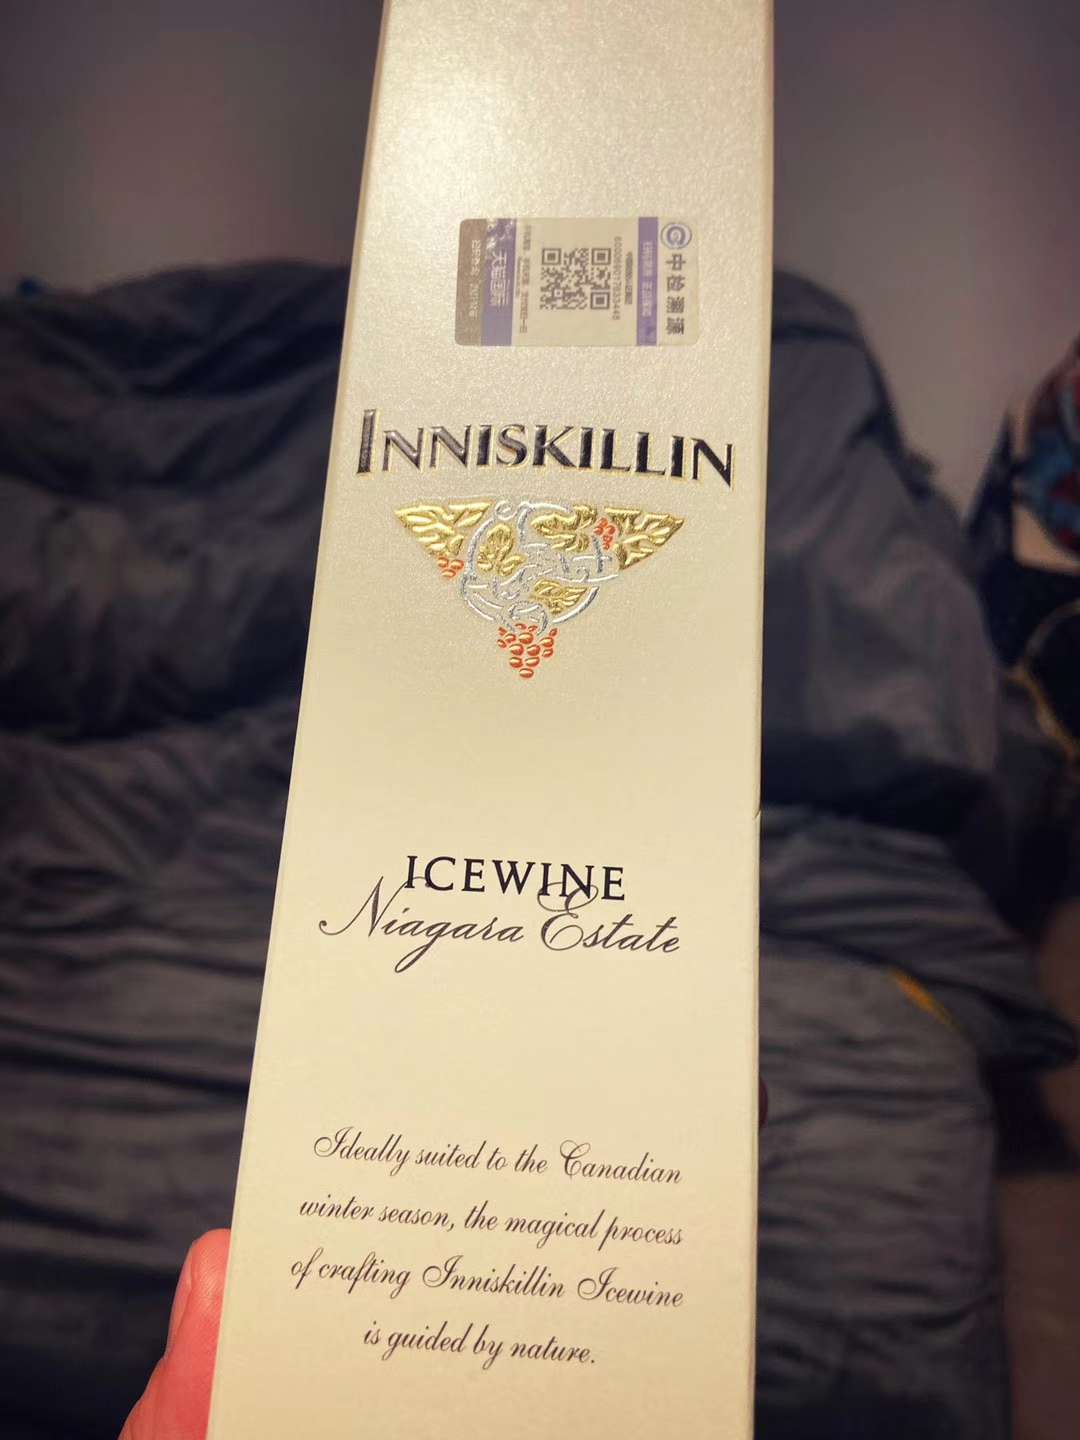 中检溯源
天猫国际
INNISKILLIN
ICEWINE
Niagara Estate
Ideally suited to the Canadian
winter season, the magical process
of crafting Inniskillin Icewine
is guided by nature.